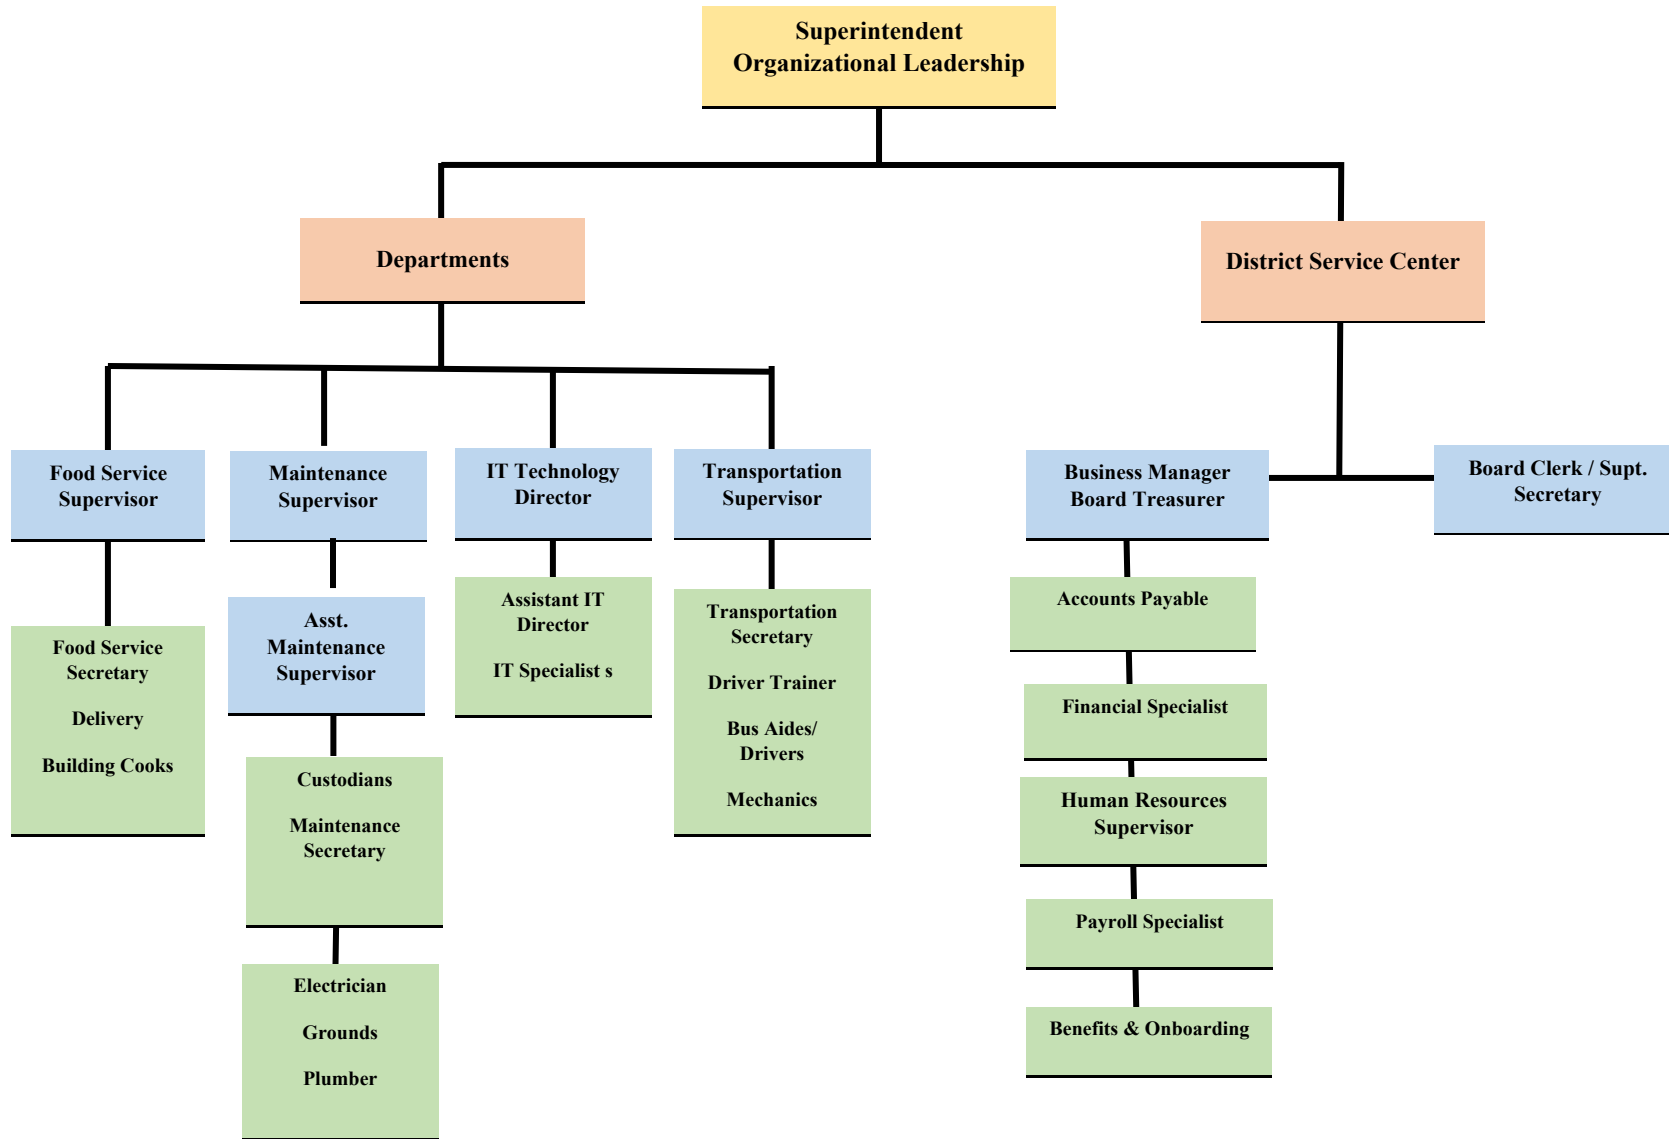 Superintendent
Organizational Leadership
Departments
District Service Center
Food Service
Supervisor
Maintenance
Supervisor
IT Technology
Director
Transportation
Supervisor
Business Manager
Board Treasurer
Board Clerk / Supt.
Secretary
Food Service
Secretary
Delivery
Building Cooks
Asst.
Maintenance
Supervisor
Custodians
Maintenance
Secretary
Electrician
Grounds
Plumber
Assistant IT
Director
IT Specialist s
Transportation
Secretary
Driver Trainer
Bus Aides/
Drivers
Mechanics
Accounts Payable
Financial Specialist
Human Resources
Supervisor
Payroll Specialist
Benefits & Onboarding